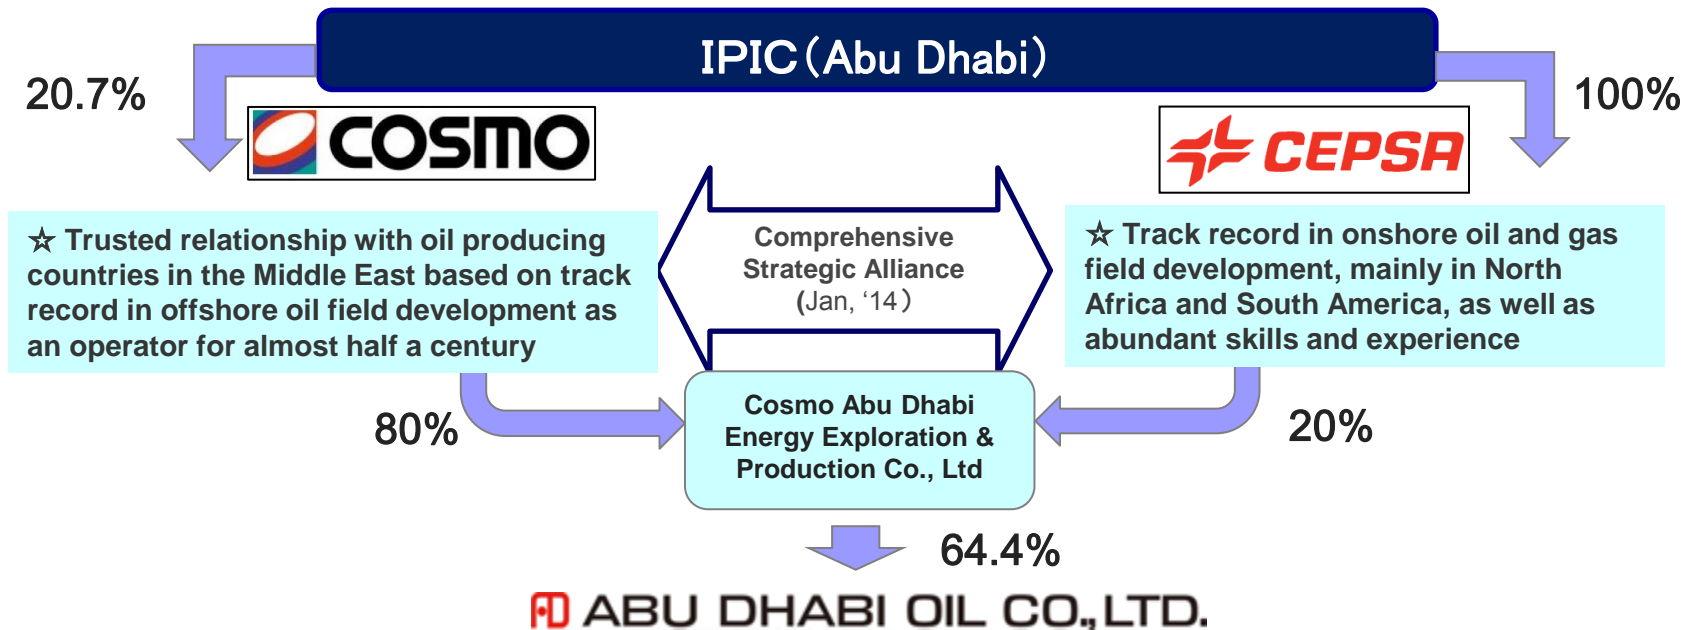 IPIC（Abu Dhabi）
20.7%
100%
COSMO
CEPSA
☆ Trusted relationship with oil producing
countries in the Middle East based on track
record in offshore oil field development as
an operator for almost half a century
Comprehensive
Strategic Alliance
(Jan, ‘14）
☆ Track record in onshore oil and gas
field development, mainly in North
Africa and South America, as well as
abundant skills and experience
80%
Cosmo Abu Dhabi
Energy Exploration &
Production Co., Ltd
20%
64.4%
ABU DHABI OIL CO.,LTD.